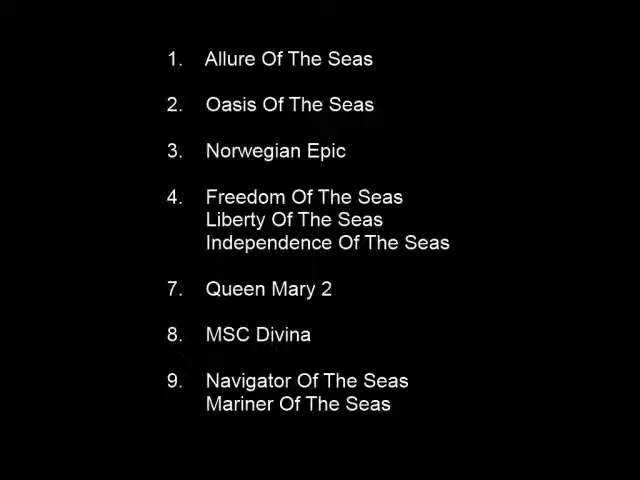 1. Allure Of The Seas
2. Oasis Of The Seas
3. Norwegian Epic
4. Freedom Of The Seas
Liberty Of The Seas
Independence Of The Seas
7. Queen Mary 2
8. MSC Divina
9. Navigator Of The Seas
Mariner Of The Seas